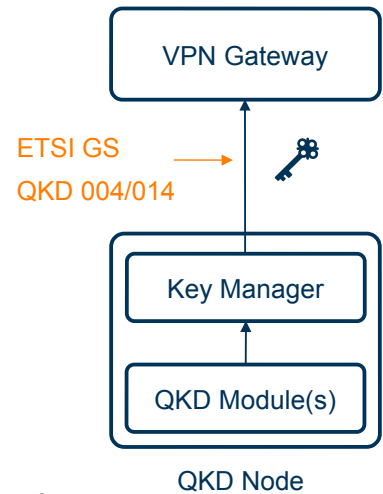 VPN Gateway
ETSI GS
QKD 004/014
Key Manager
QKD Module(s)
QKD Node